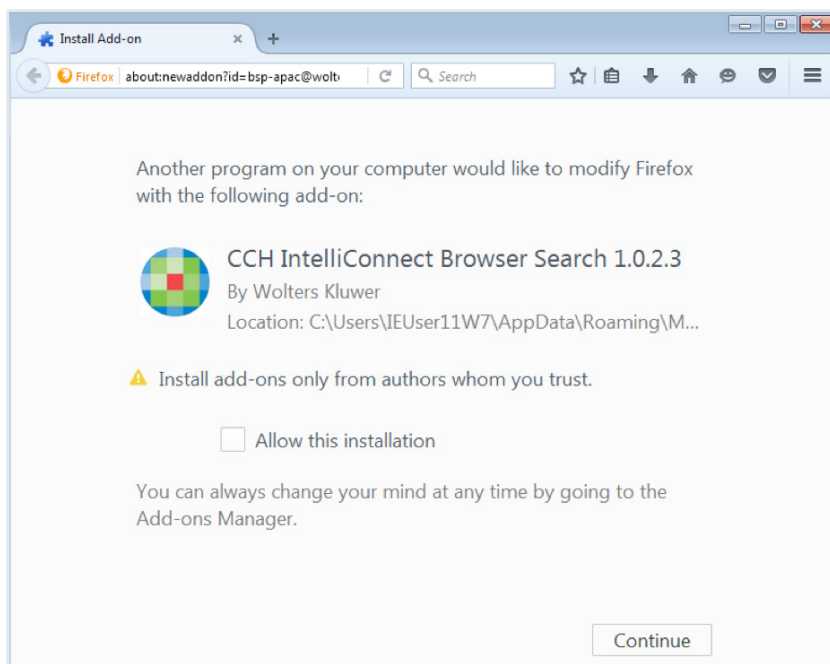 Install Add-on
Firefox about:newaddon?id=bsp-apac@wolt
Search
Another program on your computer would like to modify Firefox
with the following add-on:
CCH IntelliConnect Browser Search 1.0.2.3
By Wolters Kluwer
Location: C:\Users\IEUser11W7\AppData\Roaming\M...
Install add-ons only from authors whom you trust.
Allow this installation
You can always change your mind at any time by going to the
Add-ons Manager.
Continue